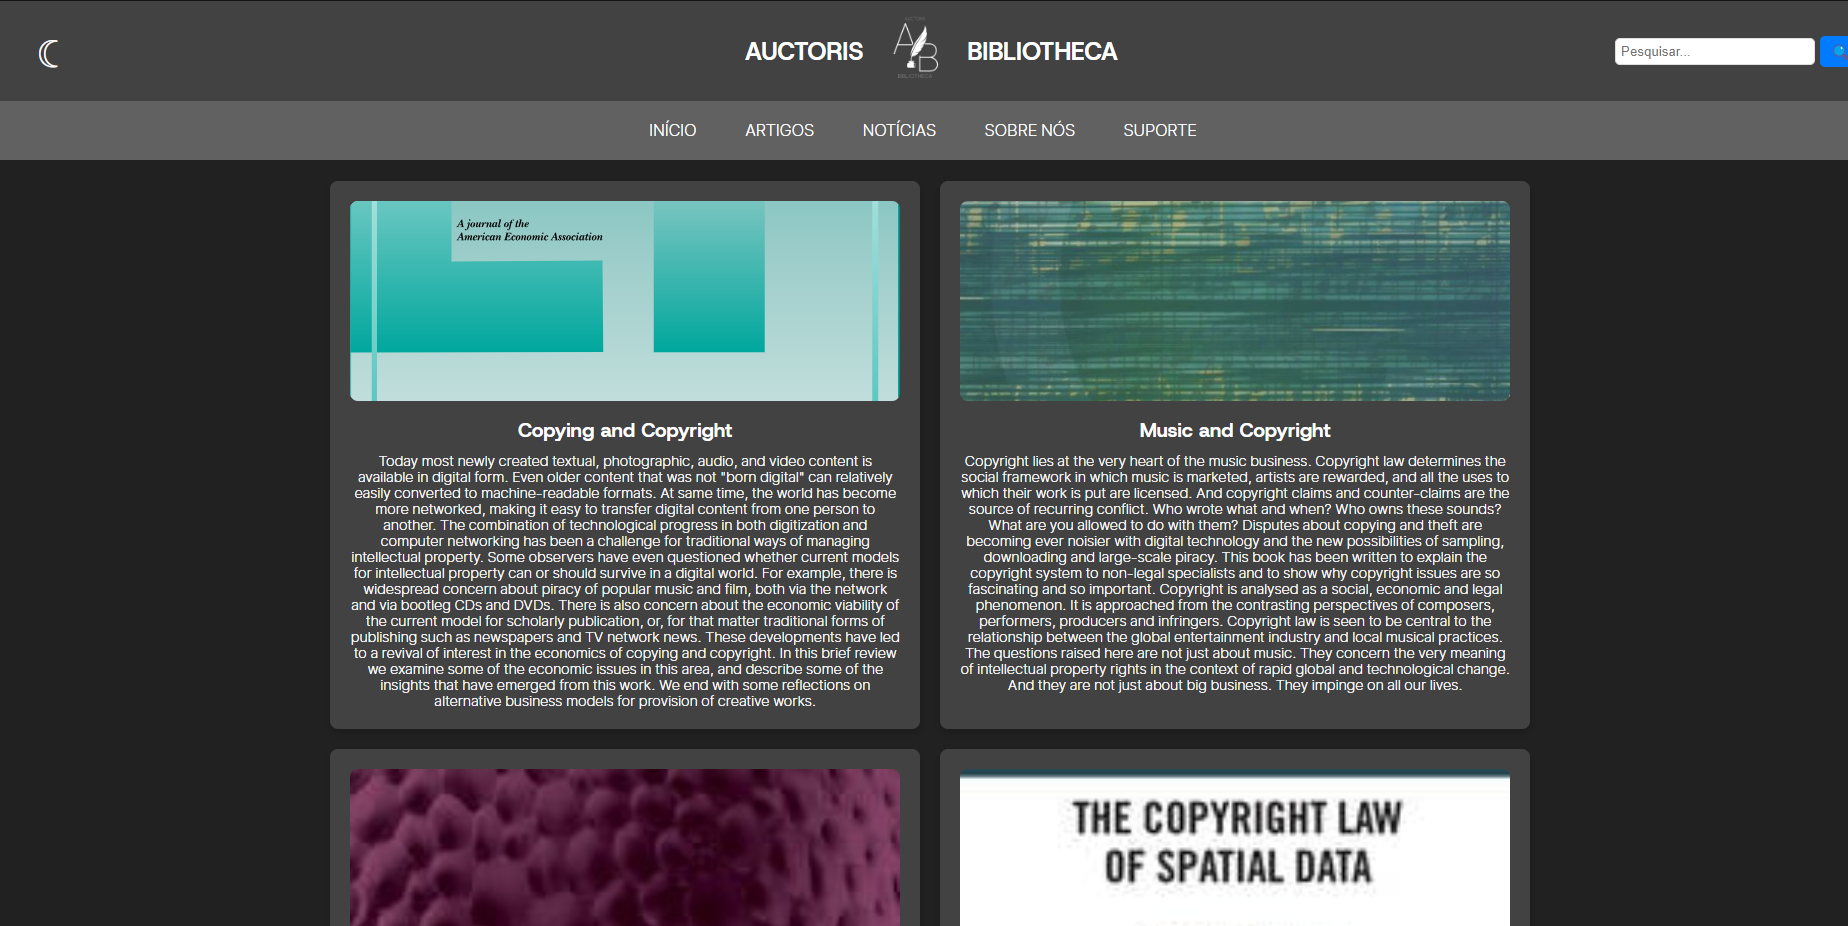 AUCTORIS
BIBLIOTHECA
Pesquisar...
INÍCIO
ARTIGOS
NOTÍCIAS
SOBRE NÓS
SUPORTE
A journal of the
American Economic Association
Copying and Copyright
Today most newly created textual, photographic, audio, and video content is
available in digital form. Even older content that was not "born digital" can relatively
easily converted to machine-readable formats. At same time, the world has become
more networked, making it easy to transfer digital content from one person to
another. The combination of technological progress in both digitization and
computer networking has been a challenge for traditional ways of managing
intellectual property. Some observers have even questioned whether current models
for intellectual property can or should survive in a digital world. For example, there is
widespread concern about piracy of popular music and film, both via the network
and via bootleg CDs and DVDs. There is also concern about the economic viability of
the current model for scholarly publication, or, for that matter traditional forms of
publishing such as newspapers and TV network news. These developments have led
to a revival of interest in the economics of copying and copyright. In this brief review
we examine some of the economic issues in this area, and describe some of the
insights that have emerged from this work. We end with some reflections on
alternative business models for provision of creative works.
Music and Copyright
Copyright lies at the very heart of the music business. Copyright law determines the
social framework in which music is marketed, artists are rewarded, and all the uses to
which their work is put are licensed. And copyright claims and counter-claims are the
source of recurring conflict. Who wrote what and when? Who owns these sounds?
What are you allowed to do with them? Disputes about copying and theft are
becoming ever noisier with digital technology and the new possibilities of sampling,
downloading and large-scale piracy. This book has been written to explain the
copyright system to non-legal specialists and to show why copyright issues are so
fascinating and so important. Copyright is analysed as a social, economic and legal
phenomenon. It is approached from the contrasting perspectives of composers,
performers, producers and infringers. Copyright law is seen to be central to the
relationship between the global entertainment industry and local musical practices.
The questions raised here are not just about music. They concern the very meaning
of intellectual property rights in the context of rapid global and technological change.
And they are not just about big business. They impinge on all our lives.
THE COPYRIGHT LAW
OF SPATIAL DATA